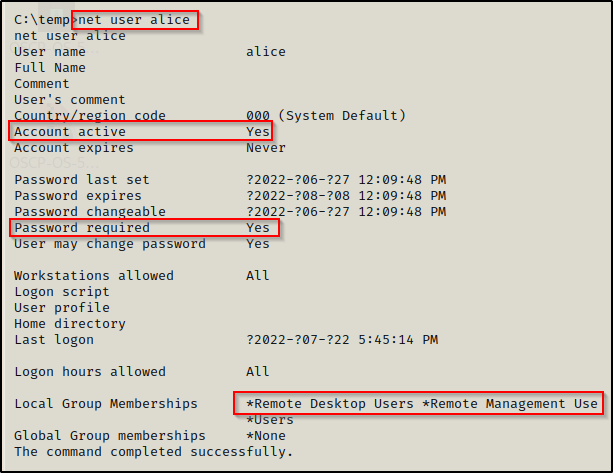 C:\temp>net user alice
net user alice
User name                    alice
Full Name
Comment
User's comment
Country/region code          000 (System Default)
Account active               Yes
Account expires              Never
Password last set            ?2022-?06-?27 12:09:48 PM
Password expires             ?2022-?08-?08 12:09:48 PM
Password changeable          ?2022-?06-?27 12:09:48 PM
Password required            Yes
User may change password     Yes
Workstations allowed         All
Logon script
User profile
Home directory
Last logon                   ?2022-?07-?22 5:45:14 PM
Logon hours allowed          All
Local Group Memberships      *Remote Desktop Users *Remote Management Use
*Users
Global Group memberships     *None
The command completed successfully.